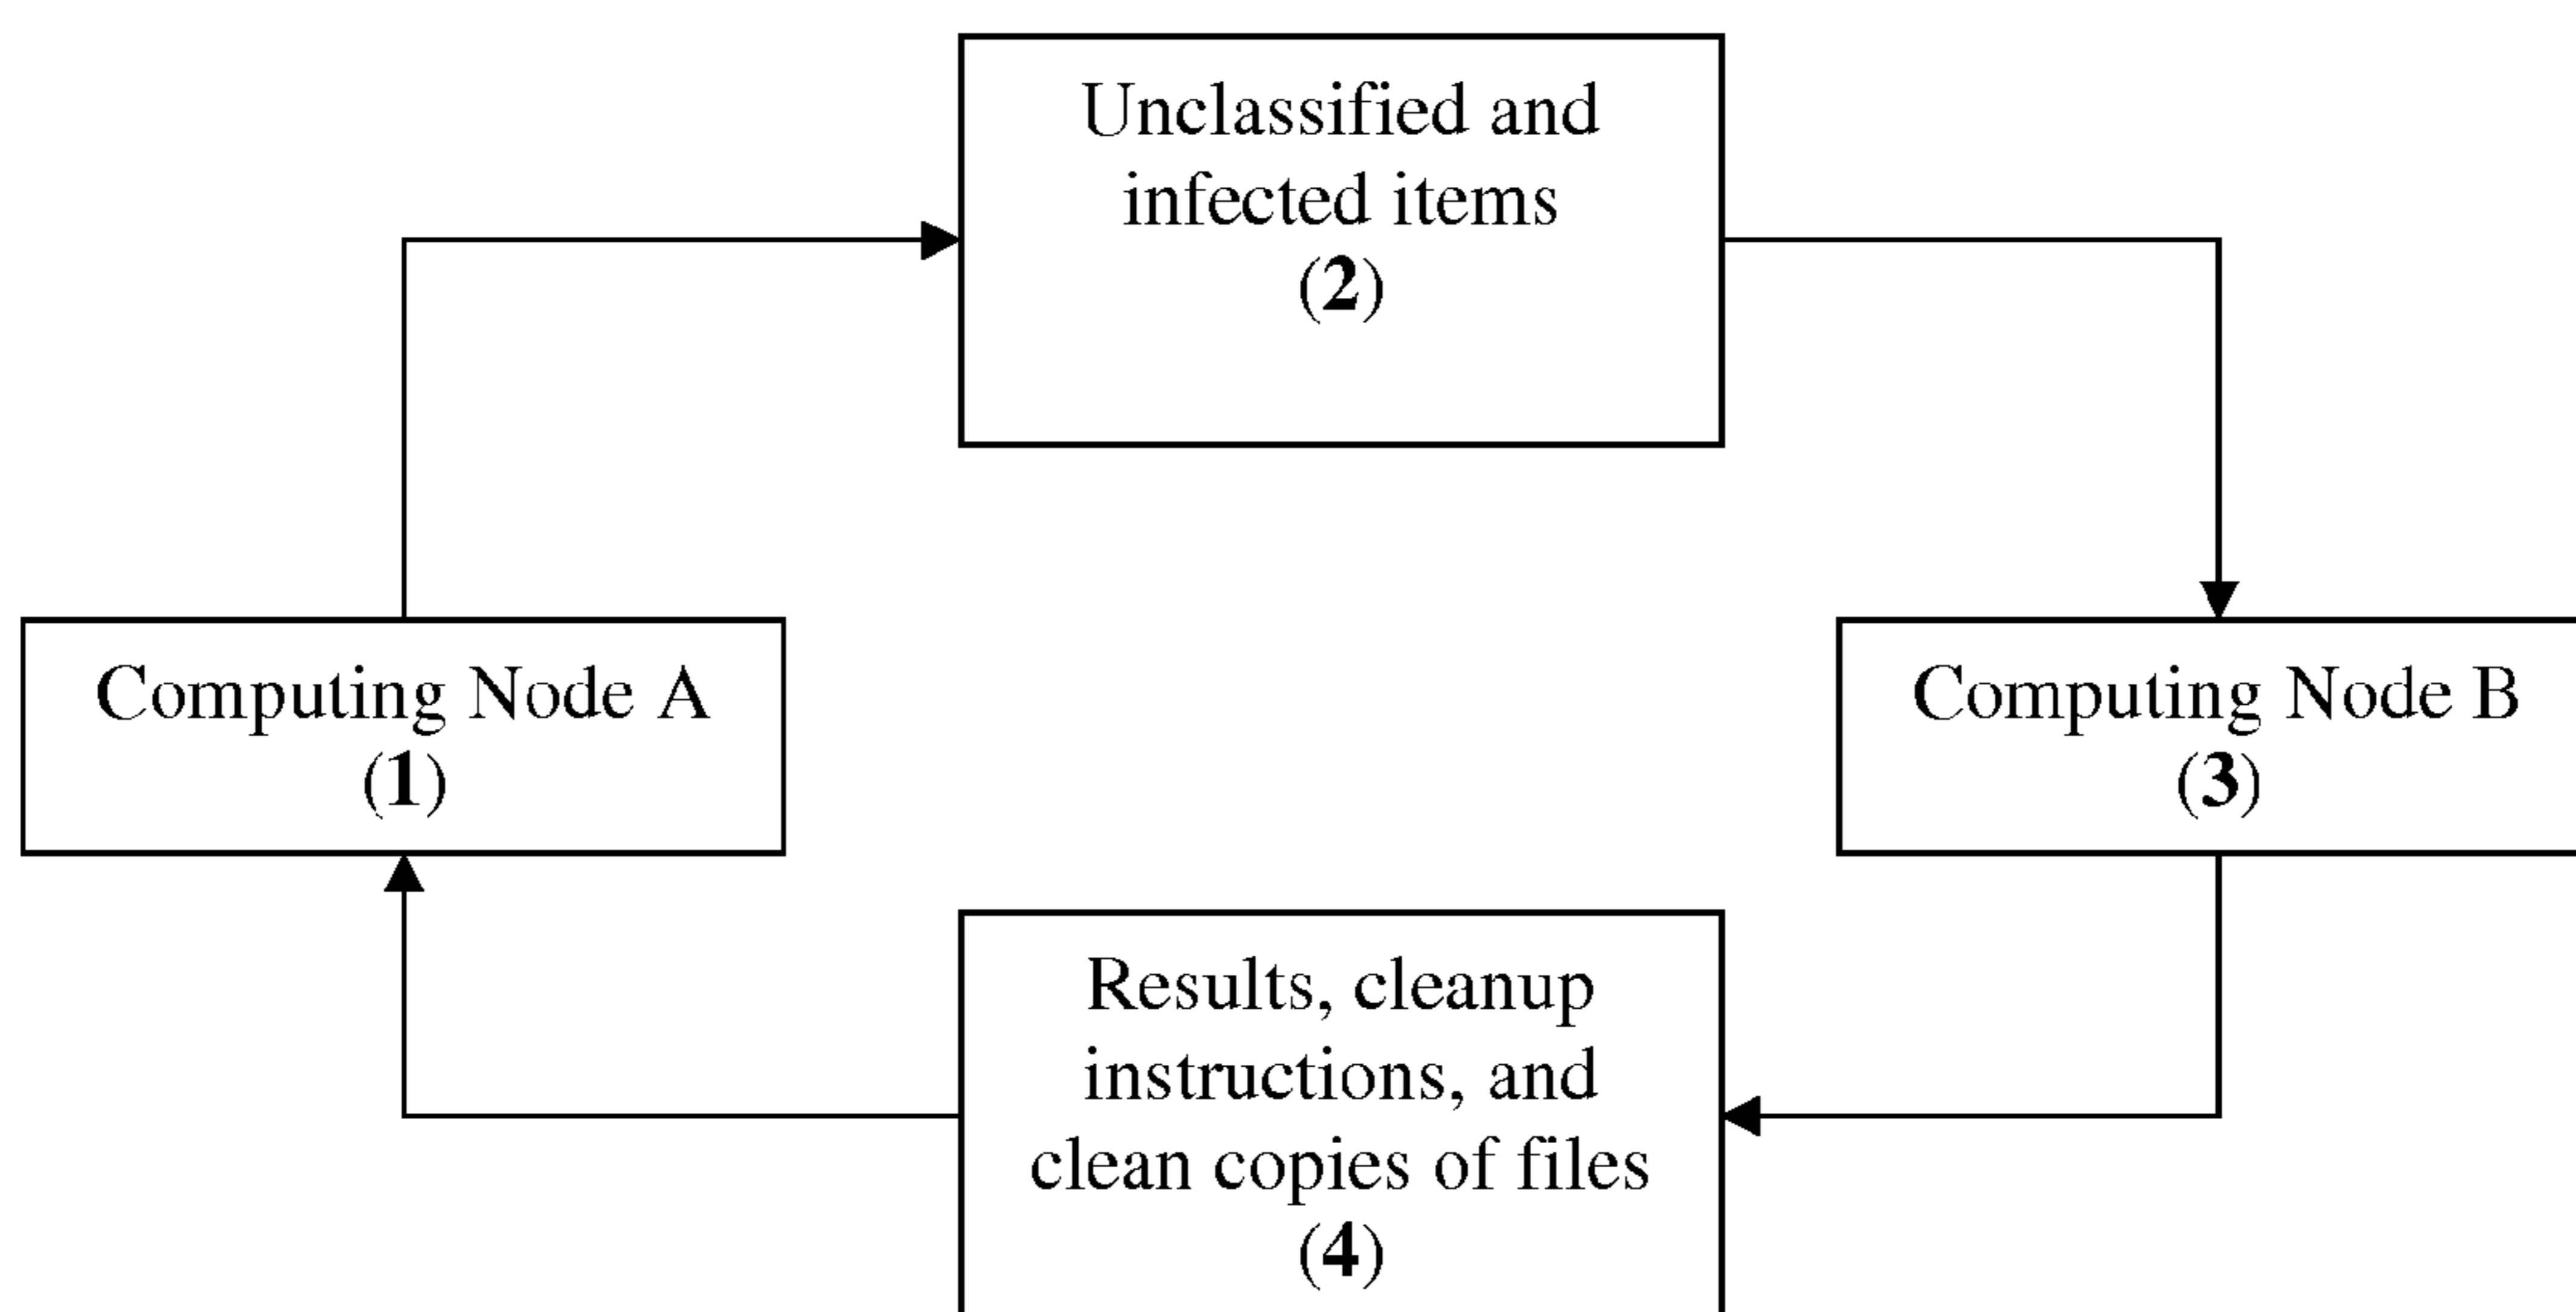 Unclassified and
infected items
(2)
Computing Node A
(1)
Computing Node B
(3)
Results, cleanup
instructions, and
clean copies of files
(4)